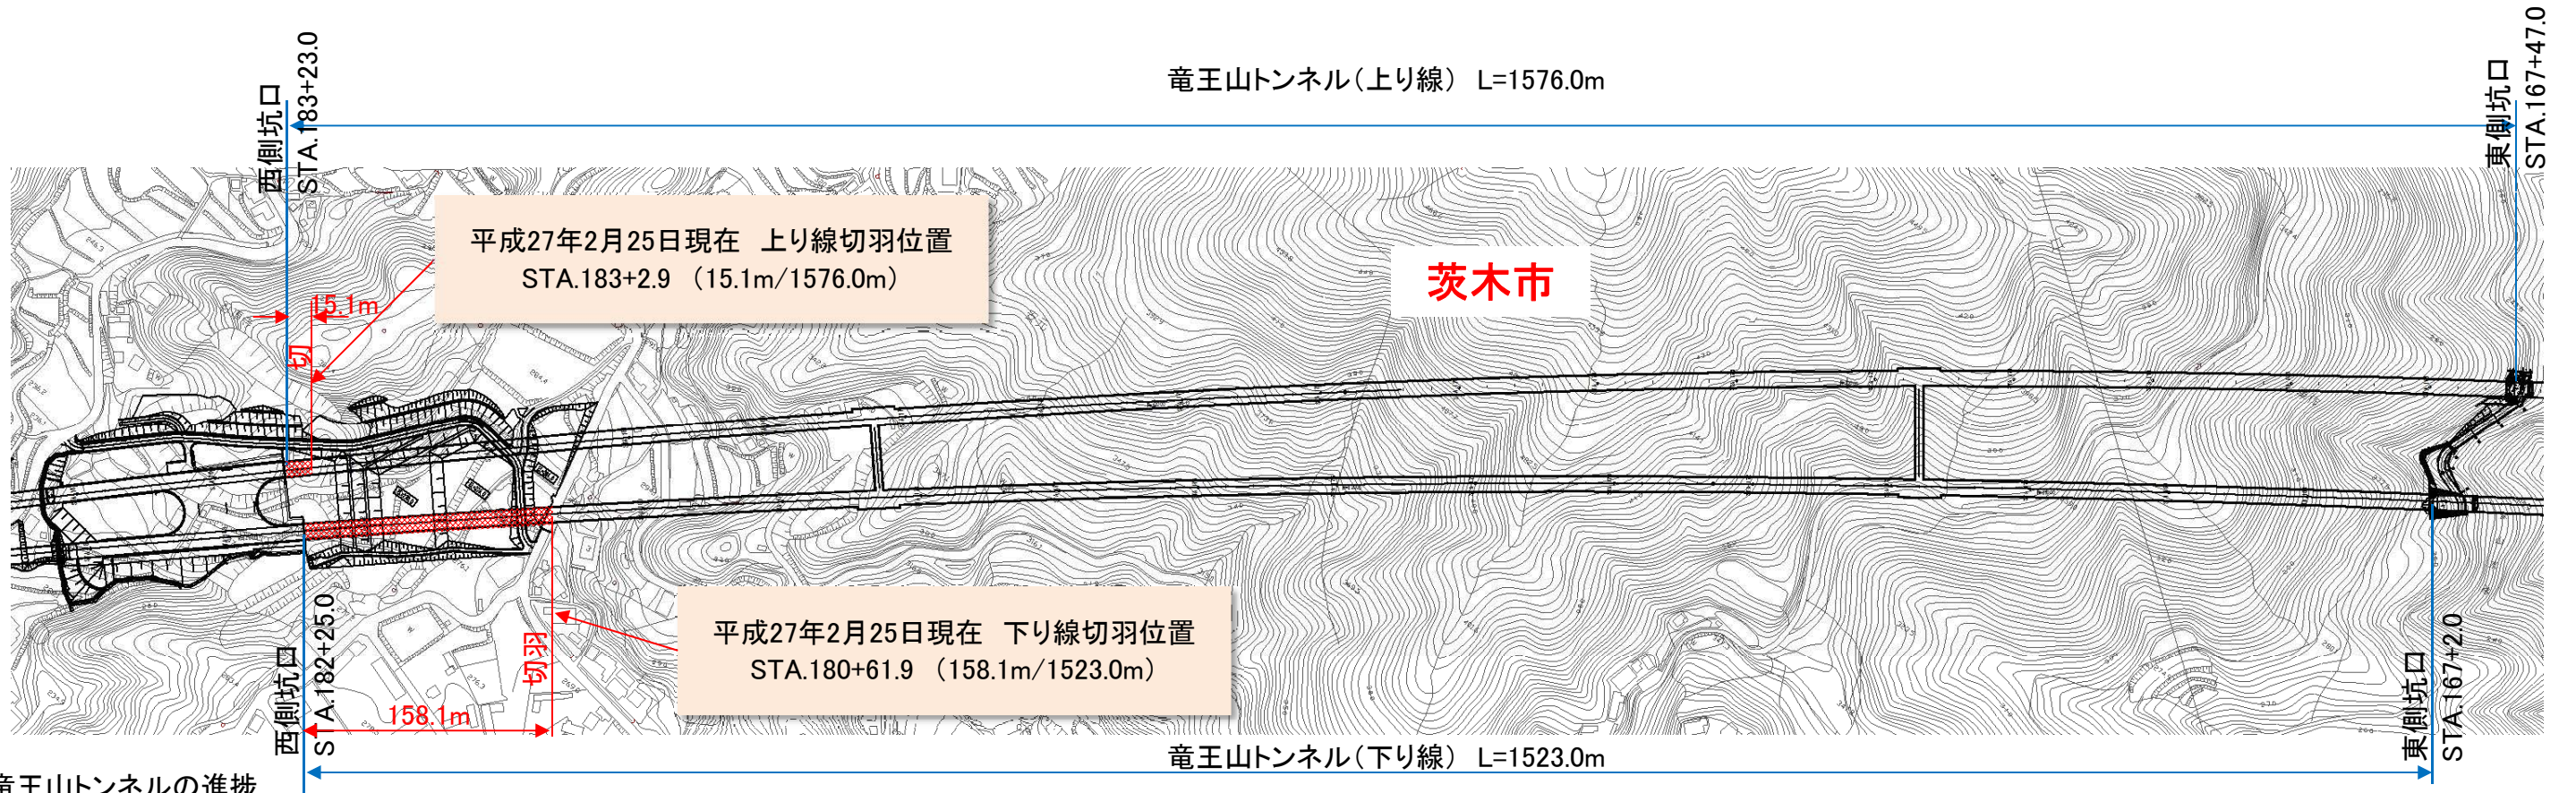 竜王山トンネル（上り線） L=1576.0m
西側坑口
STA.183+23.0
東側坑口
STA.167+47.0
平成27年2月25日現在　上り線切羽位置
STA.183+2.9 （15.1m/1576.0m）
茨木市
15.1m
切
平成27年2月25日現在　下り線切羽位置
STA.180+61.9 （158.1m/1523.0m）
切羽
158.1m
西側坑口
STA.182+25.0
東側坑口
STA.167+2.0
竜王山トンネル（下り線） L=1523.0m
竜王山トンネルの進捗